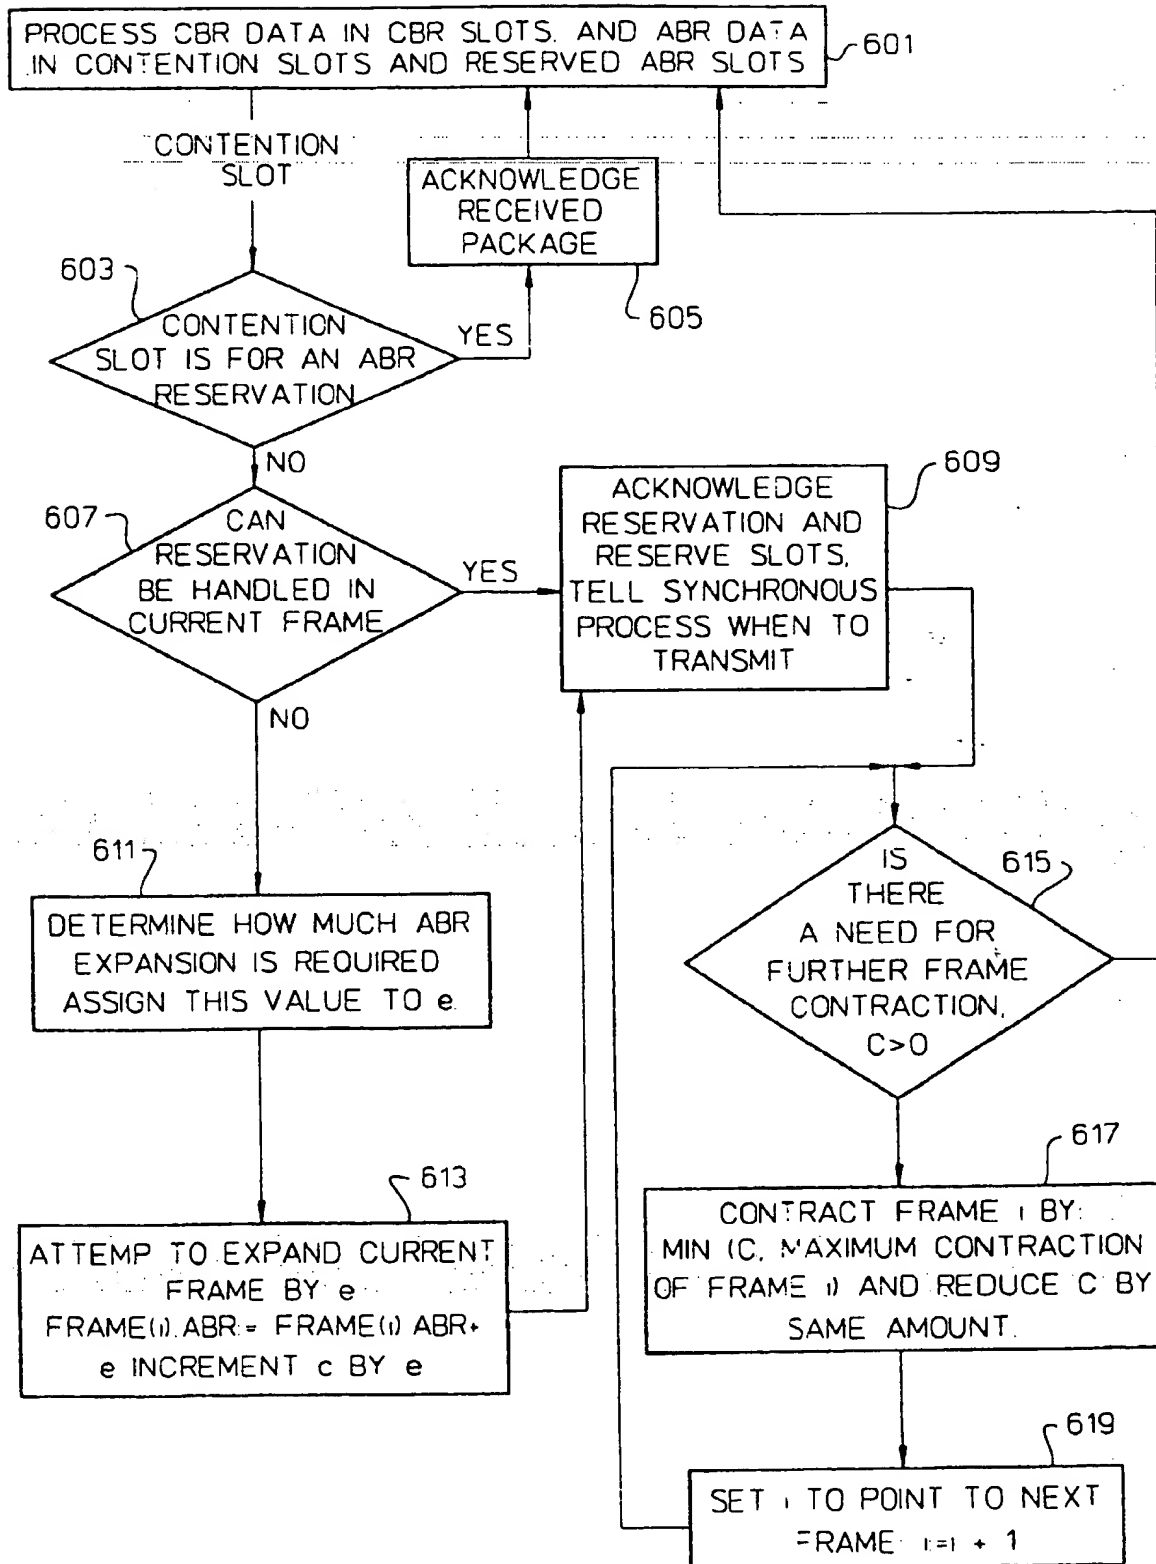 PROCESS CBR DATA IN CBR SLOTS. AND ABR DATA
IN CONTENTION SLOTS AND RESERVED ABR SLOTS
601
CONTENTION
SLOT
ACKNOWLEDGE
RECEIVED
PACKAGE
605
603
CONTENTION
SLOT IS FOR AN ABR
RESERVATION
YES
NO
607
CAN
RESERVATION
BE HANDLED IN
CURRENT FRAME
YES
NO
609
ACKNOWLEDGE
RESERVATION AND
RESERVE SLOTS,
TELL SYNCHRONOUS
PROCESS WHEN TO
TRANSMIT
611
DETERMINE HOW MUCH ABR
EXPANSION IS REQUIRED
ASSIGN THIS VALUE TO e.
613
ATTEMP TO EXPAND CURRENT
FRAME BY e
FRAME(i).ABR:= FRAME(i) ABR+
e INCREMENT c BY e
615
IS
THERE
A NEED FOR
FURTHER FRAME
CONTRACTION,
C>0
617
CONTRACT FRAME i BY:
MIN (C, MAXIMUM CONTRACTION
OF FRAME i) AND REDUCE C BY
SAME AMOUNT.
619
SET i TO POINT TO NEXT
FRAME i:=i + 1